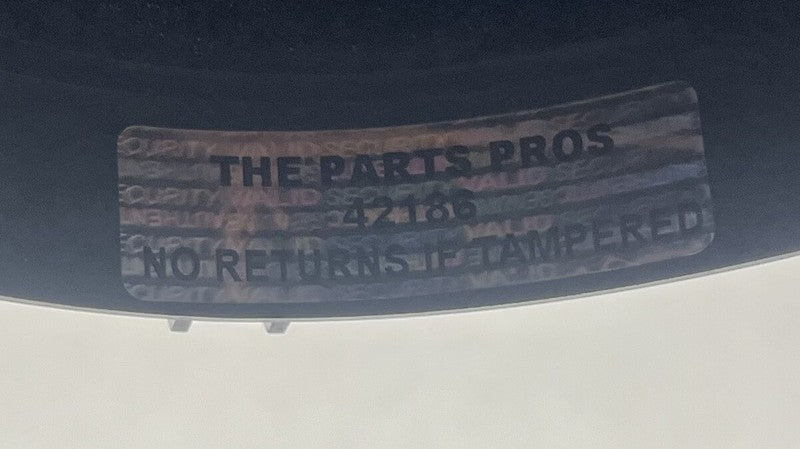 THE PARTS PROS
42186
NO RETURNS IF TAMPERED